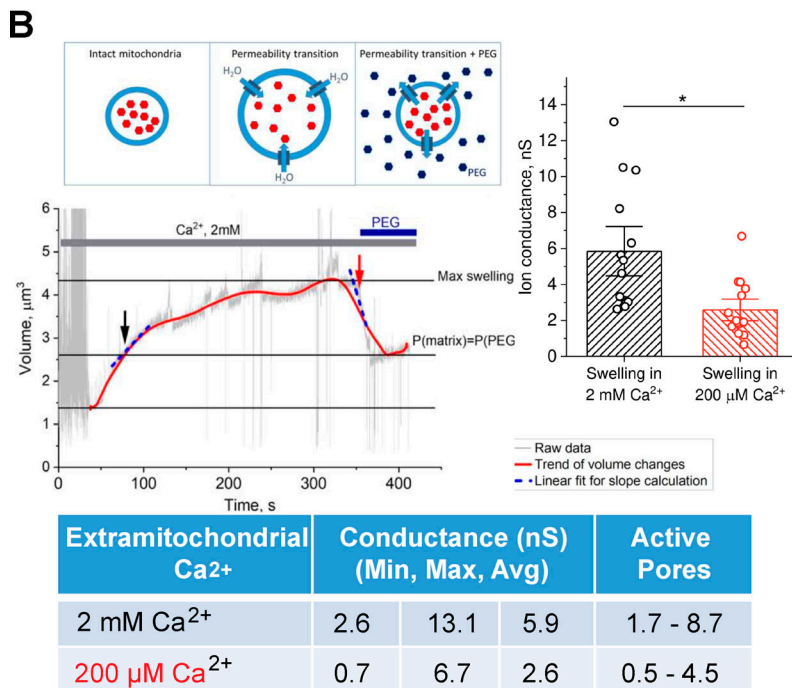 B
Intact mitochondria
Permeability transition
H₂O
H₂O
H₂O
Permeability transition + PEG
PEG
Volume, µm³
6
5
4
3
2
1
0
Ca²⁺, 2mM
PEG
Max swelling
P(matrix)=P(PEG
0 100 200 300 400
Time, s
Ion conductance, nS
14
12
10
8
6
4
2
0
*
Swelling in
2 mM Ca²⁺
Swelling in
200 µM Ca²⁺
Raw data
Trend of volume changes
Linear fit for slope calculation
Extramitochondrial Conductance (nS) Active
Ca2+ (Min, Max, Avg) Pores
2 mM Ca²⁺ 2.6 13.1 5.9 1.7 - 8.7
200 µM Ca²⁺ 0.7 6.7 2.6 0.5 - 4.5